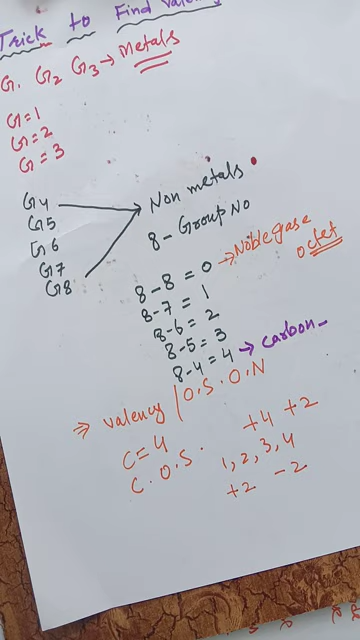 Trick to Find Valency
G1 G2 G3 → Metals
G=1
G=2
G=3
G4
G5
G6
G7
G8
Non metals
8 - Group No
8-8 = 0 → Noble gase
octet
8-7 = 1
8-6 = 2
8-5 = 3
8-4 = 4 → carbon -
⇒ Valency / O.S. O.N
C=4 +4 +2
C. O.S. 1, 2, 3, 4
+2 -2